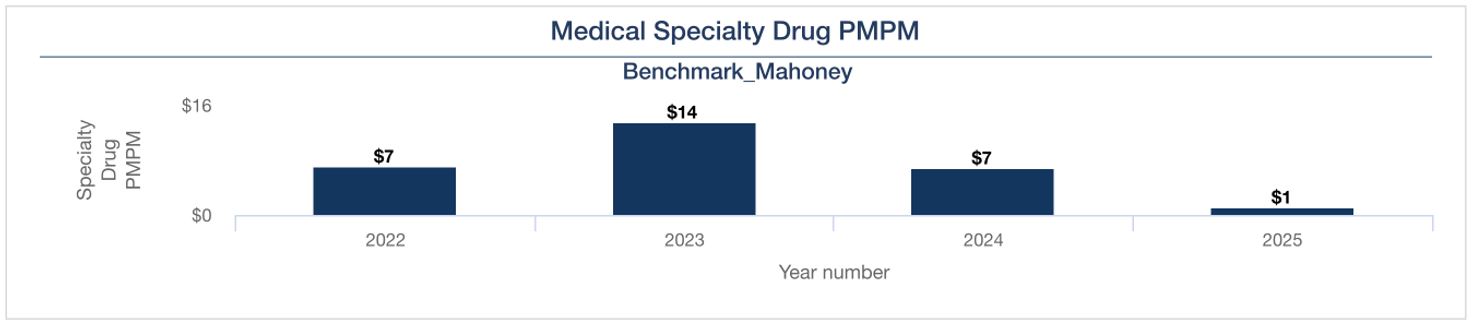 Medical Specialty Drug PMPM
Benchmark_Mahoney
$16
Specialty
Drug
PMPM
$0
$7
$14
$7
$1
2022
2023
2024
2025
Year number